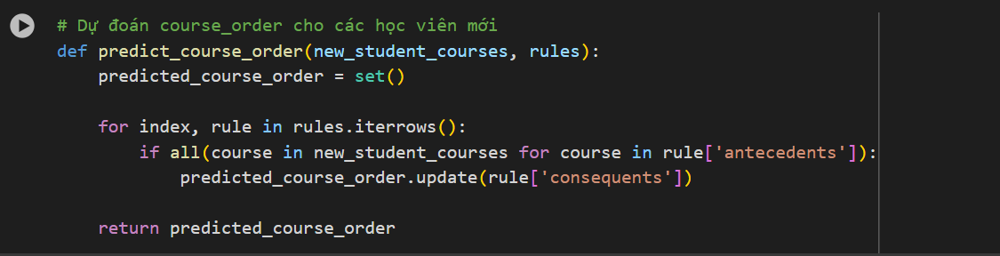 # Dự đoán course_order cho các học viên mới
def predict_course_order(new_student_courses, rules):
    predicted_course_order = set()

    for index, rule in rules.iterrows():
        if all(course in new_student_courses for course in rule['antecedents']):
            predicted_course_order.update(rule['consequents'])

    return predicted_course_order